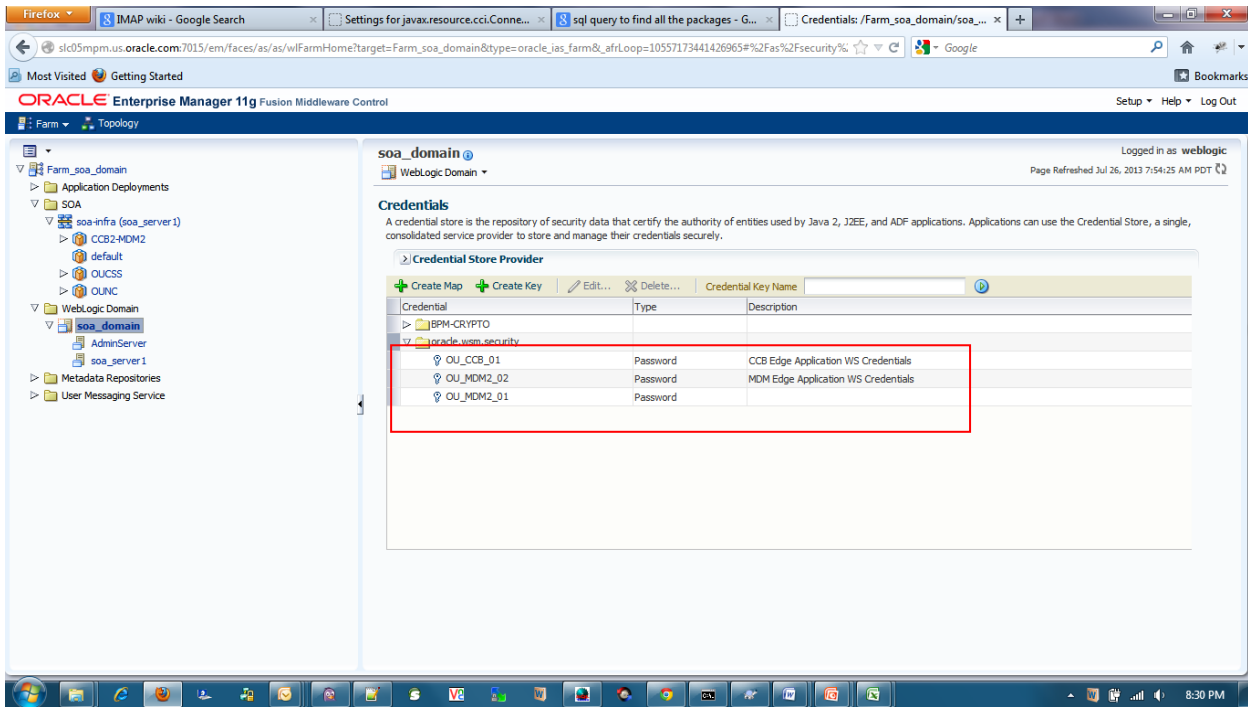 Firefox
IMAP wiki - Google Search
Settings for javax.resource.cci.Conne...
sql query to find all the packages - G...
Credentials: /Farm_soa_domain/soa_...
slc05mpm.us.oracle.com:7015/em/faces/as/as/wlFarmHome?target=Farm_soa_domain&type=oracle_ias_farm&_afrLoop=10557173441426965#%2Fas%2Fsecurity%
Google
Most Visited Getting Started
Bookmarks
ORACLE Enterprise Manager 11g Fusion Middleware Control
Setup Help Log Out
Farm Topology
Farm_soa_domain
Application Deployments
SOA
soa-infra (soa_server1)
CCB2-MDM2
default
OUCSS
OUNC
WebLogic Domain
soa_domain
AdminServer
soa_server1
Metadata Repositories
User Messaging Service
soa_domain
WebLogic Domain
Logged in as weblogic
Page Refreshed Jul 26, 2013 7:54:25 AM PDT
Credentials
A credential store is the repository of security data that certify the authority of entities used by Java 2, J2EE, and ADF applications. Applications can use the Credential Store, a single,
consolidated service provider to store and manage their credentials securely.
Credential Store Provider
Create Map Create Key Edit... Delete... Credential Key Name
Credential Type Description
BPM-CRYPTO
oracle.wsm.security
OU_CCB_01 Password CCB Edge Application WS Credentials
OU_MDM2_02 Password MDM Edge Application WS Credentials
OU_MDM2_01 Password
8:30 PM